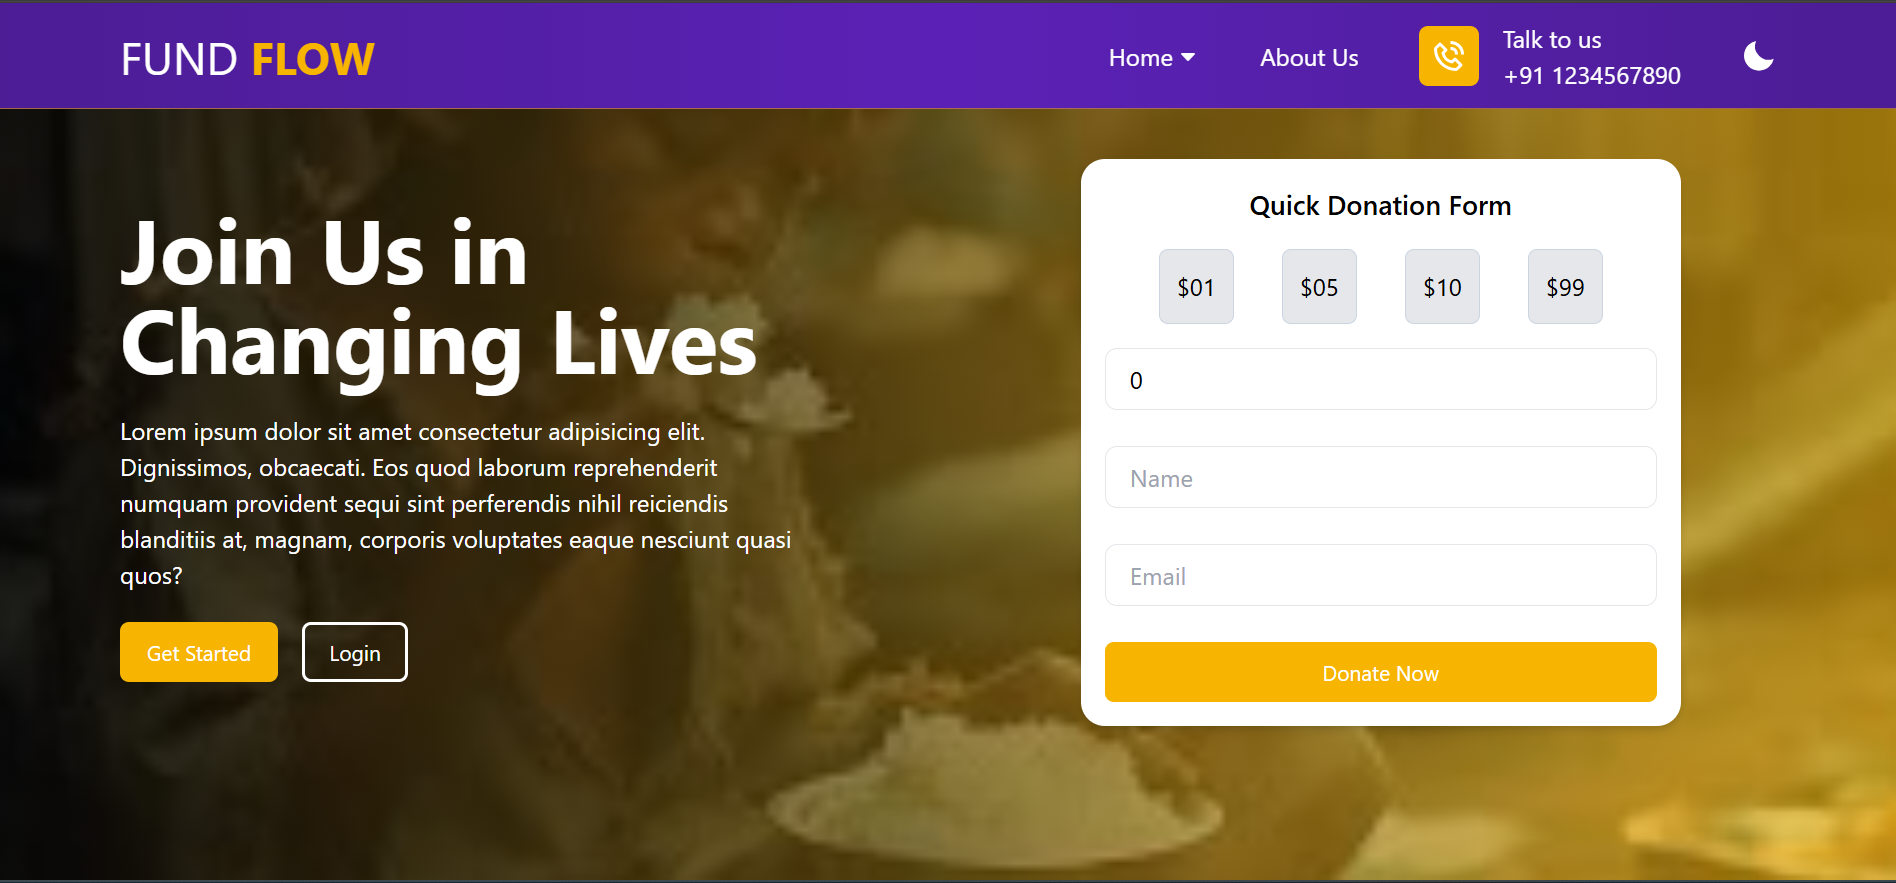 FUND FLOW
Home
About Us
Talk to us
+91 1234567890
Join Us in
Changing Lives
Lorem ipsum dolor sit amet consectetur adipisicing elit.
Dignissimos, obcaecati. Eos quod laborum reprehenderit
numquam provident sequi sint perferendis nihil reiciendis
blanditiis at, magnam, corporis voluptates eaque nesciunt quasi
quos?
Get Started
Login
Quick Donation Form
$01
$05
$10
$99
0
Name
Email
Donate Now